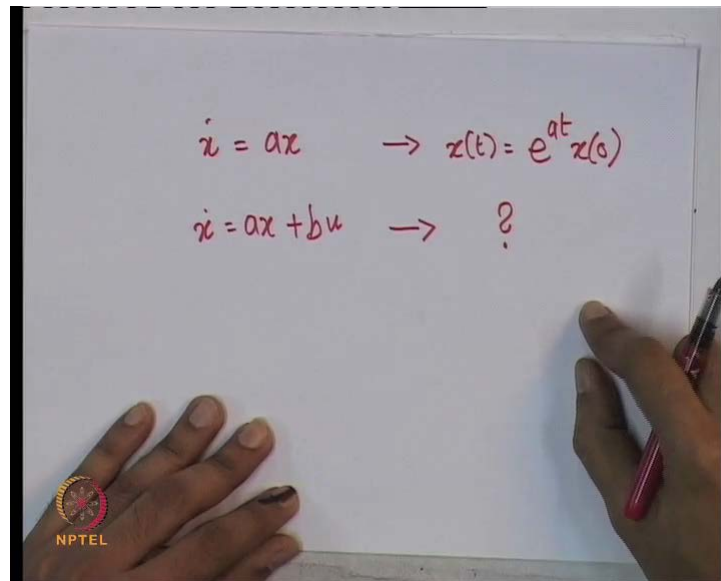 ẋ = ax → x(t) = e^{at} x(0)
ẋ = ax + bu → ?
NPTEL